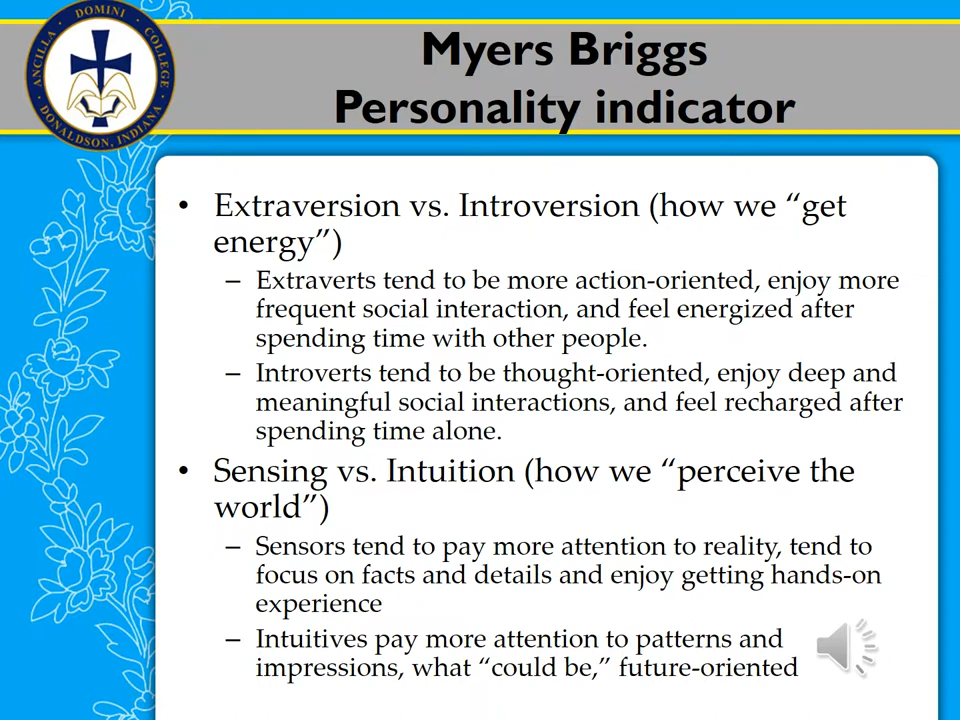 ANCILLA DOMINI COLLEGE
DONALDSON, INDIANA
Myers Briggs
Personality indicator
• Extraversion vs. Introversion (how we “get
energy”)
– Extraverts tend to be more action-oriented, enjoy more
frequent social interaction, and feel energized after
spending time with other people.
– Introverts tend to be thought-oriented, enjoy deep and
meaningful social interactions, and feel recharged after
spending time alone.
• Sensing vs. Intuition (how we “perceive the
world”)
– Sensors tend to pay more attention to reality, tend to
focus on facts and details and enjoy getting hands-on
experience
– Intuitives pay more attention to patterns and
impressions, what “could be,” future-oriented